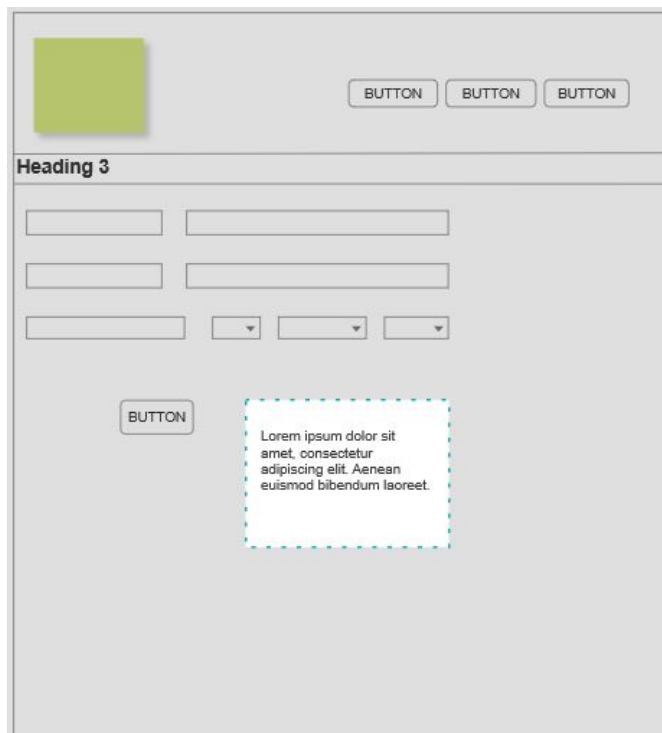 BUTTON BUTTON BUTTON
Heading 3
BUTTON
Lorem ipsum dolor sit
amet, consectetur
adipiscing elit. Aenean
euismod bibendum laoreet.